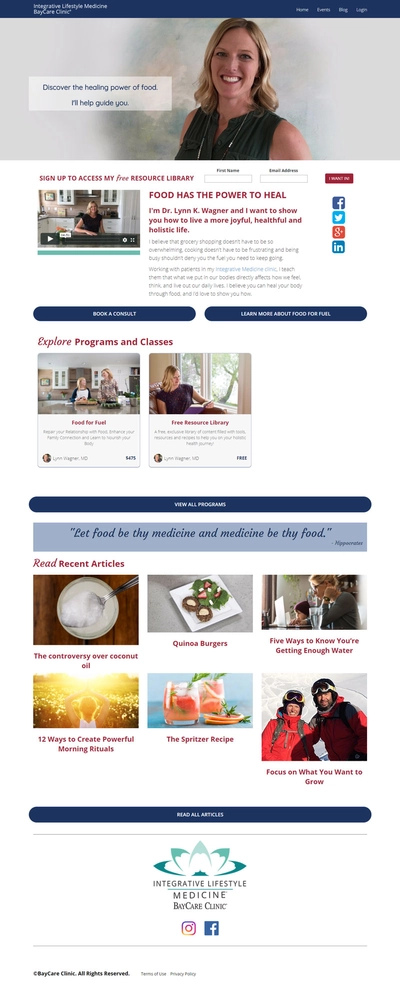 Integrative Lifestyle Medicine
BayCare Clinic®
Home Events Blog Login
Discover the healing power of food.
I'll help guide you.
SIGN UP TO ACCESS MY free RESOURCE LIBRARY
First Name
Email Address
I WANT IN!
FOOD HAS THE POWER TO HEAL
I'm Dr. Lynn K. Wagner and I want to show
you how to live a more joyful, healthful and
holistic life.
I believe that grocery shopping doesn't have to be so
overwhelming, cooking doesn't have to be frustrating and being
busy shouldn't deny you the fuel you need to keep going.
Working with patients in my Integrative Medicine clinic, I teach
them that what we put in our bodies directly affects how we feel,
think, and live out our daily lives. I believe you can heal your body
through food, and I'd love to show you how.
BOOK A CONSULT
LEARN MORE ABOUT FOOD FOR FUEL
Explore Programs and Classes
Food for Fuel
Repair your Relationship with Food, Enhance your
Family Connection and Learn to Nourish your
Body
Lynn Wagner, MD
$475
Free Resource Library
A free, exclusive library of content filled with tools,
resources and recipes to help you on your holistic
health journey!
Lynn Wagner, MD
FREE
VIEW ALL PROGRAMS
"Let food be thy medicine and medicine be thy food."
- Hippocrates
Read Recent Articles
The controversy over coconut
oil
Quinoa Burgers
Five Ways to Know You're
Getting Enough Water
12 Ways to Create Powerful
Morning Rituals
The Spritzer Recipe
Focus on What You Want to
Grow
READ ALL ARTICLES
INTEGRATIVE LIFESTYLE
MEDICINE
BAYCARE CLINIC
©BayCare Clinic. All Rights Reserved.
Terms of Use Privacy Policy